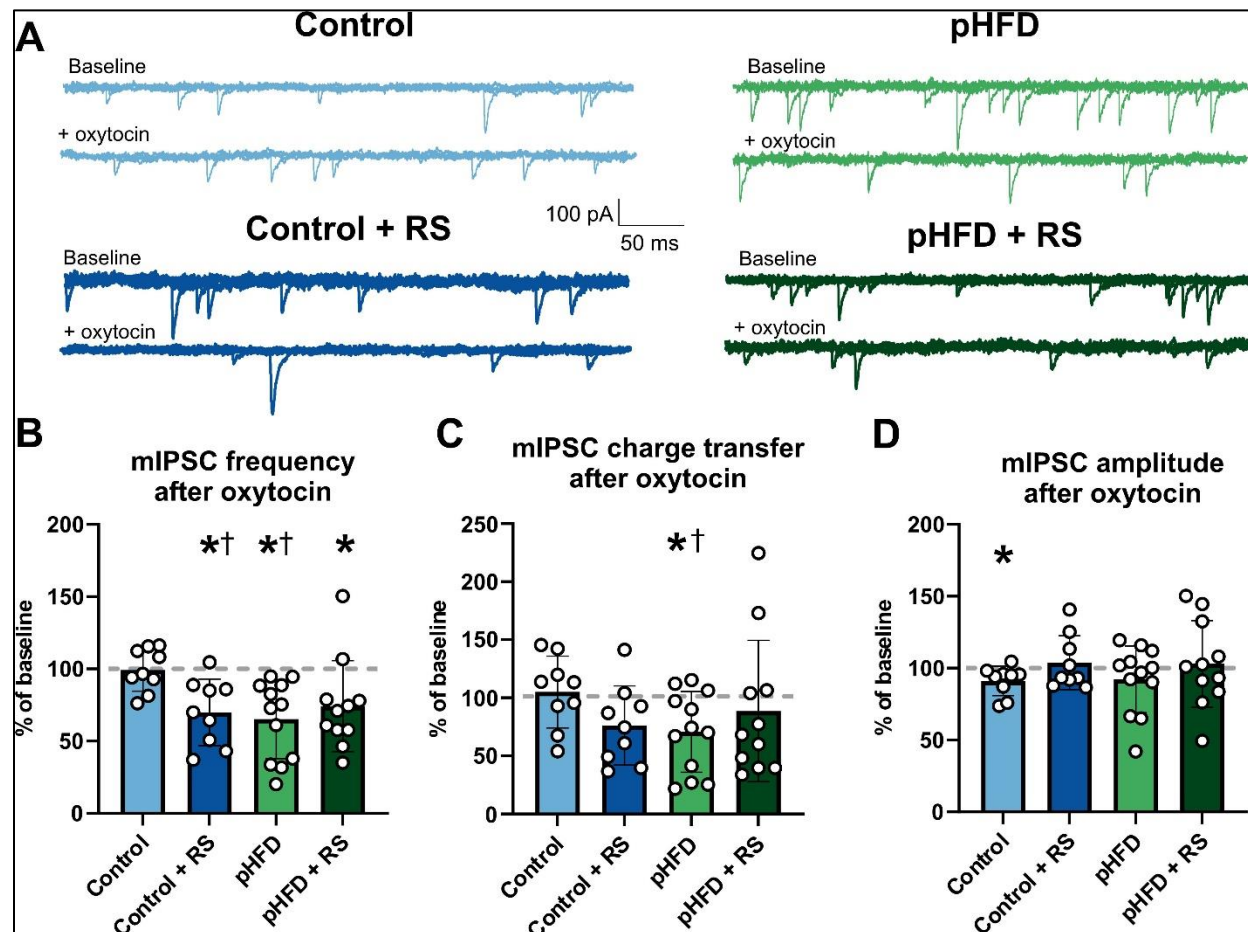 A
Control
Baseline
+ oxytocin
pHFD
Baseline
+ oxytocin
100 pA
50 ms
Control + RS
Baseline
+ oxytocin
pHFD + RS
Baseline
+ oxytocin
B
mIPSC frequency
after oxytocin
% of baseline
200
150
100
50
0
*†
*†
*
Control
Control + RS
pHFD
pHFD + RS
C
mIPSC charge transfer
after oxytocin
% of baseline
250
200
150
100
50
0
*†
Control
Control + RS
pHFD
pHFD + RS
D
mIPSC amplitude
after oxytocin
% of baseline
200
150
100
50
0
*
Control
Control + RS
pHFD
pHFD + RS